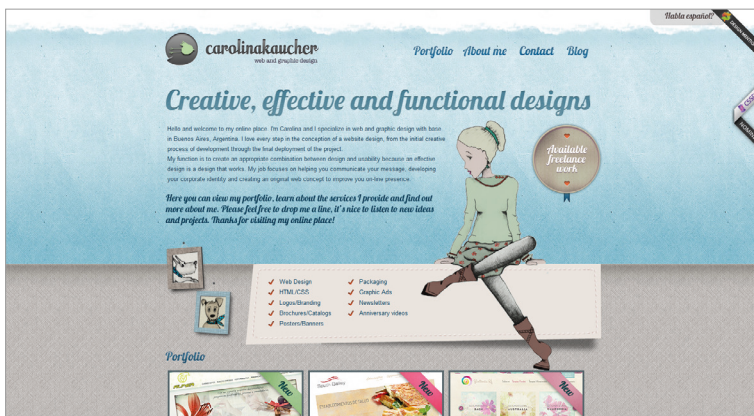 Habla español?
carolinakaucher
web and graphic design
Portfolio About me Contact Blog
Creative, effective and functional designs
Hello and welcome to my online place. I'm Carolina and I specialize in web and graphic design with base
in Buenos Aires, Argentina. I love every step in the conception of a website design, from the initial creative
process of development through the final deployment of the project.
My function is to create an appropriate combination between design and usability because an effective
design is a design that works. My job focuses on helping you communicate your message, developing
your corporate identity and creating an original web concept to improve you on-line presence.
Available
freelance
work
Here you can view my portfolio, learn about the services I provide and find out
more about me. Please feel free to drop me a line, it's nice to listen to new ideas
and projects. Thanks for visiting my online place!
Web Design
HTML/CSS
Logos/Branding
Brochures/Catalogs
Posters/Banners
Packaging
Graphic Ads
Newsletters
Anniversary videos
Portfolio
New
New
New